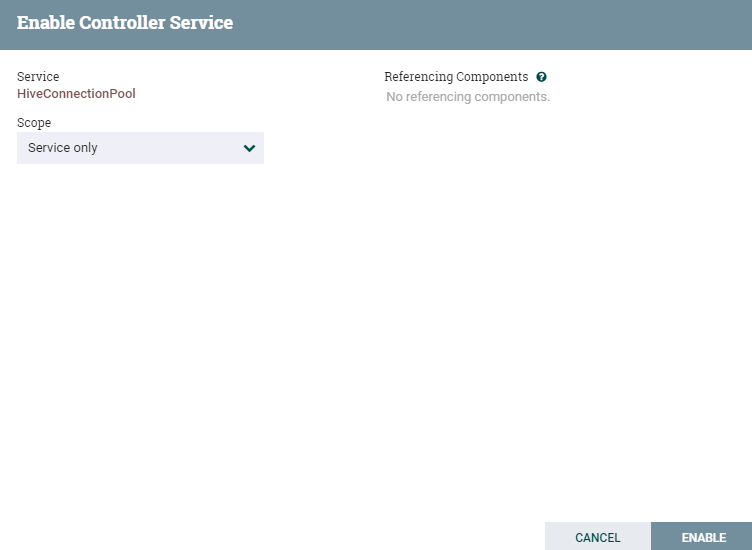 Enable Controller Service
Service
HiveConnectionPool
Scope
Service only
Referencing Components
No referencing components.
CANCEL
ENABLE